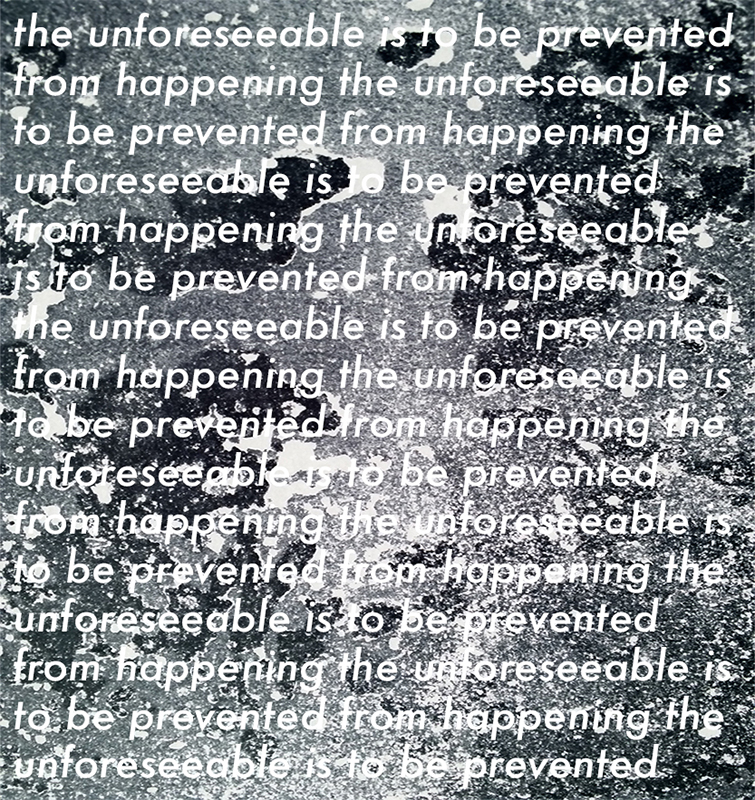 the unforeseeable is to be prevented
from happening the unforeseeable is
to be prevented from happening the
unforeseeable is to be prevented
from happening the unforeseeable
is to be prevented from happening
the unforeseeable is to be prevented
from happening the unforeseeable is
to be prevented from happening the
unforeseeable is to be prevented
from happening the unforeseeable is
to be prevented from happening the
unforeseeable is to be prevented
from happening the unforeseeable is
to be prevented from happening the
unforeseeable is to be prevented